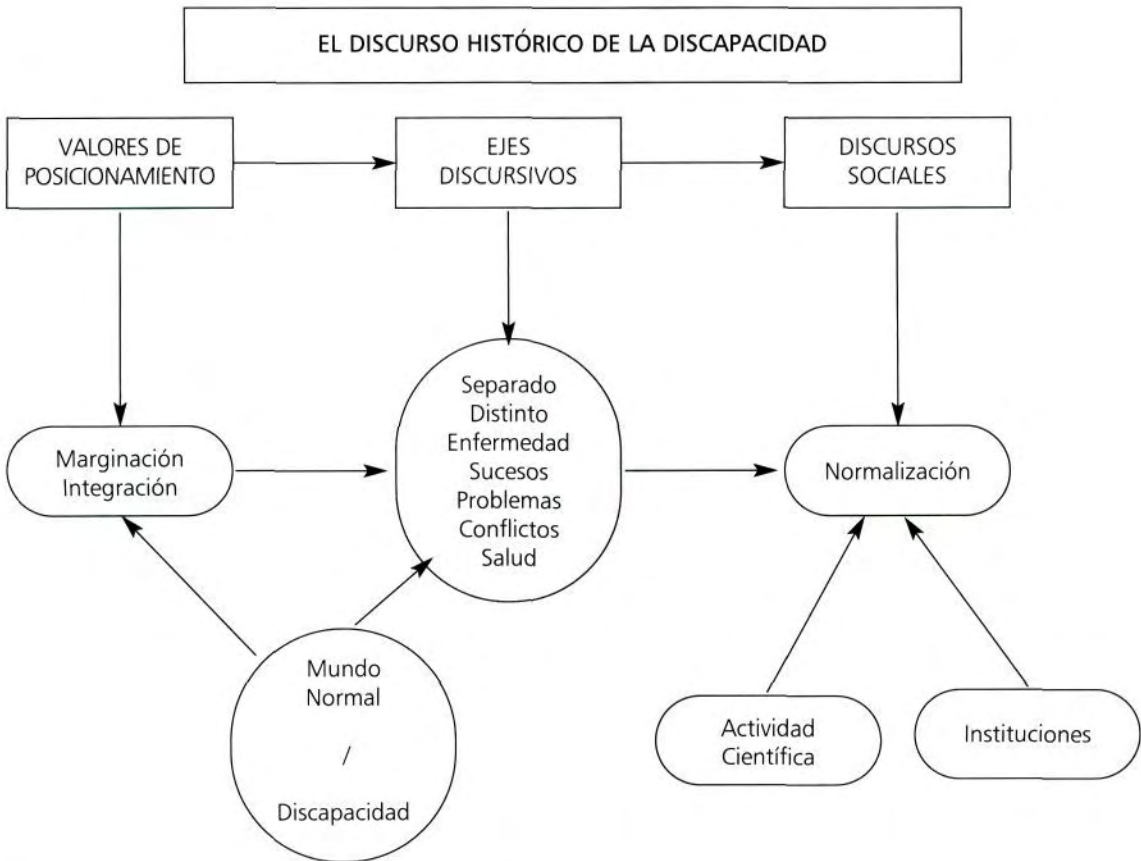 EL DISCURSO HISTÓRICO DE LA DISCAPACIDAD
VALORES DE
POSICIONAMIENTO
EJES
DISCURSIVOS
DISCURSOS
SOCIALES
Marginación
Integración
Separado
Distinto
Enfermedad
Sucesos
Problemas
Conflictos
Salud
Normalización
Mundo
Normal
/
Discapacidad
Actividad
Científica
Instituciones